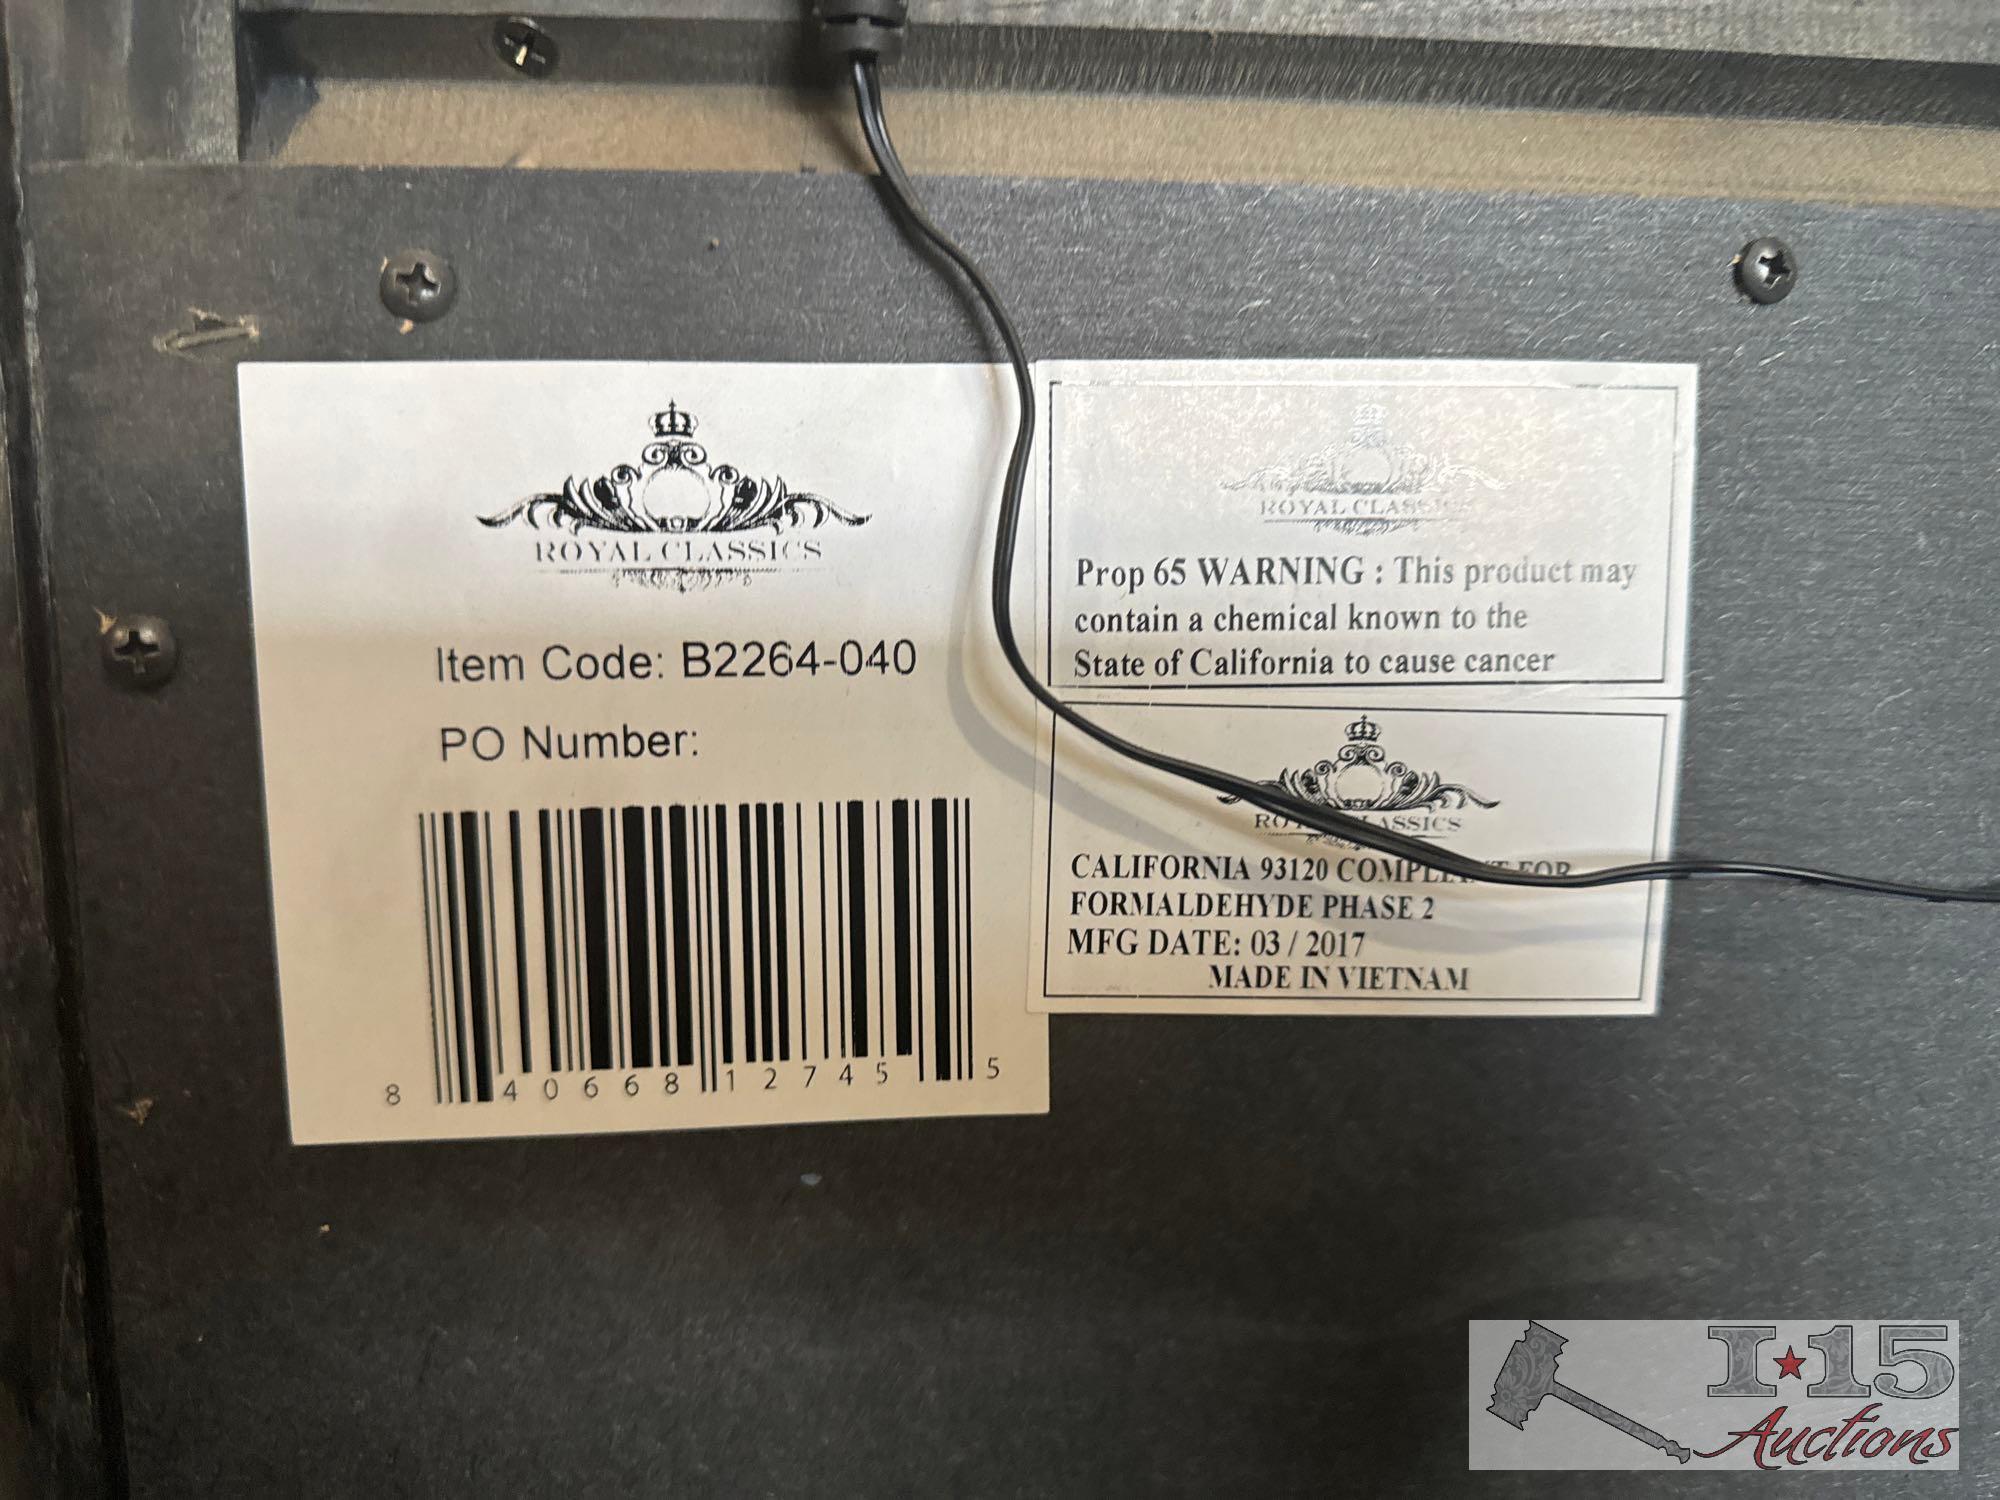 ROYAL CLASSICS
Item Code: B2264-040
PO Number:
8 40668 12745 5
ROYAL CLASSICS
Prop 65 WARNING : This product may
contain a chemical known to the
State of California to cause cancer
ROYAL CLASSICS
CALIFORNIA 93120 COMPLIANT FOR
FORMALDEHYDE PHASE 2
MFG DATE: 03 / 2017
MADE IN VIETNAM
I★15
Auctions